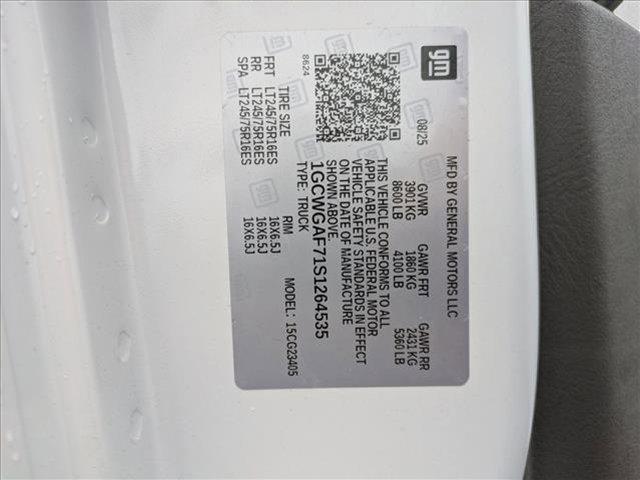 gm
08/25
MFD BY GENERAL MOTORS LLC
GVWR GAWR FRT GAWR RR
3901 KG 1860 KG 2431 KG
8600 LB 4100 LB 5360 LB
THIS VEHICLE CONFORMS TO ALL
APPLICABLE U.S. FEDERAL MOTOR
VEHICLE SAFETY STANDARDS IN EFFECT
ON THE DATE OF MANUFACTURE
SHOWN ABOVE.
1GCWGAF71S1264535
TYPE: TRUCK
MODEL: 15CG23405
8624
TIRE SIZE RIM
FRT LT245/75R16ES 16X6.5J
RR LT245/75R16ES 16X6.5J
SPA LT245/75R16ES 16X6.5J